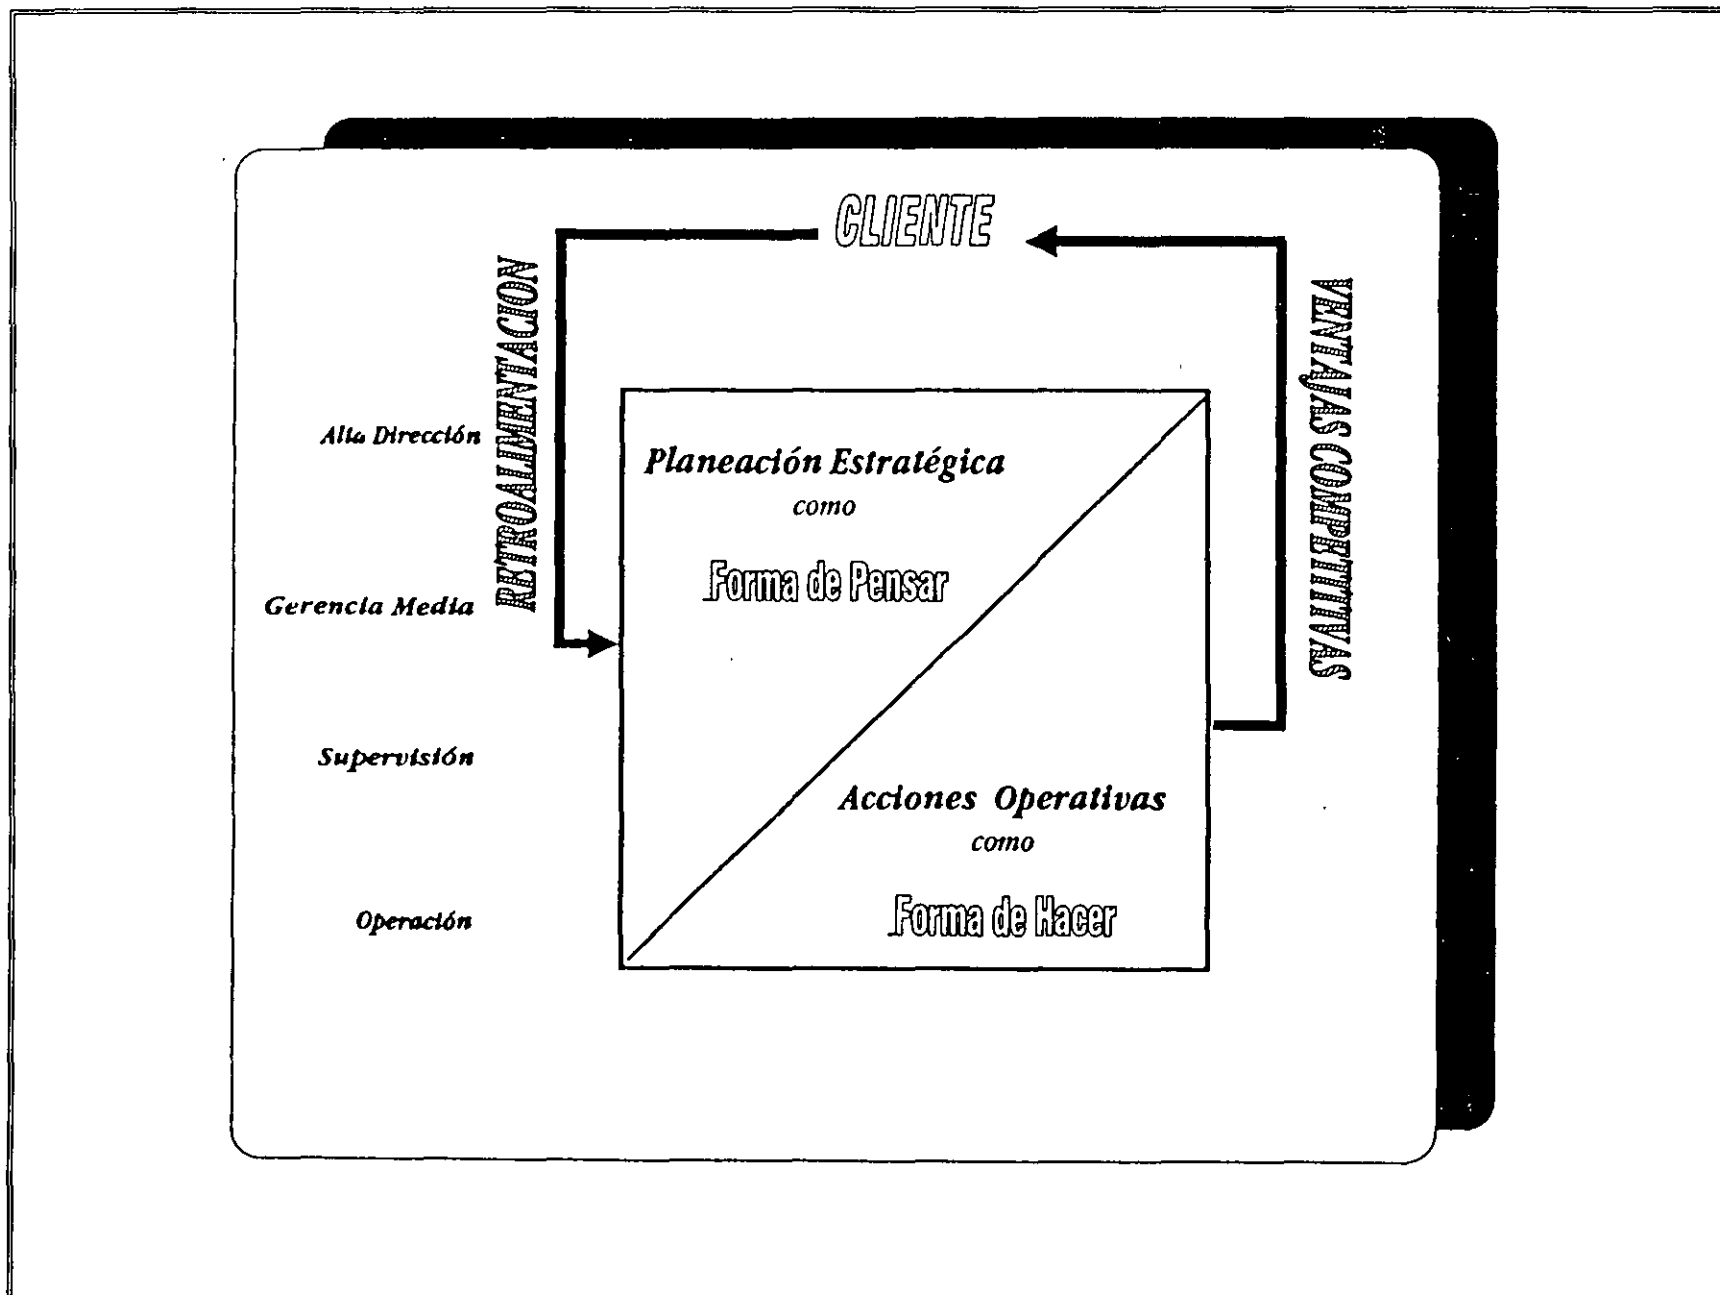 CLIENTE
RETROALIMENTACION
VENTAJAS COMPETITIVAS
Alta Dirección
Planeación Estratégica
como
Forma de Pensar
Gerencia Media
Supervisión
Acciones Operativas
como
Forma de Hacer
Operación